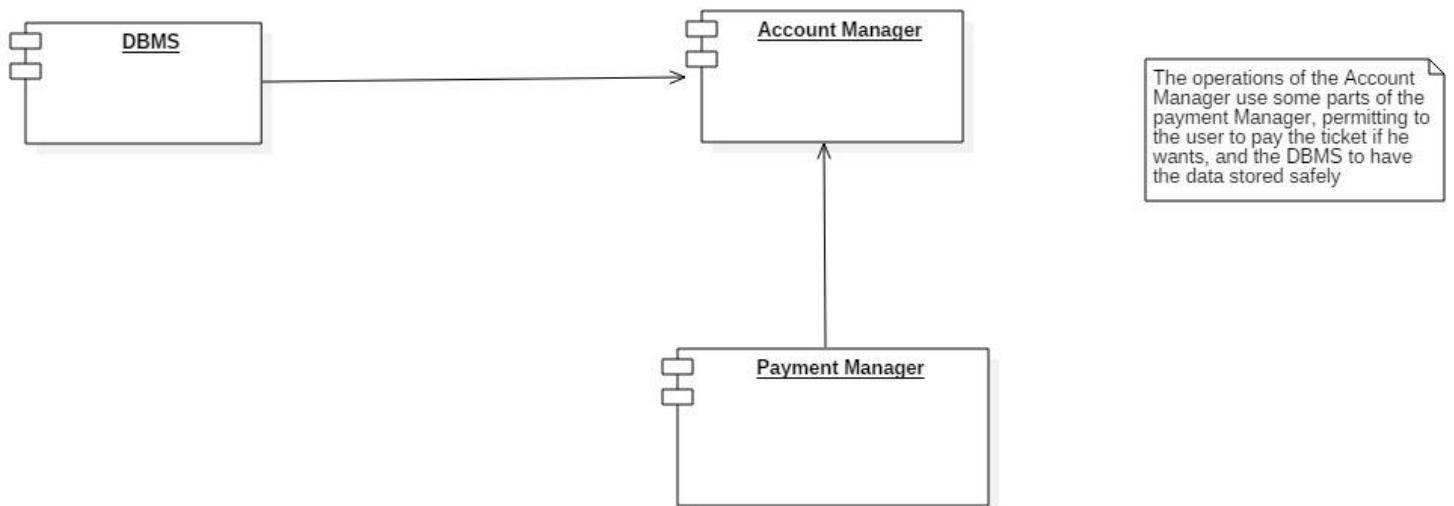 DBMS
Account Manager
The operations of the Account
Manager use some parts of the
payment Manager, permitting to
the user to pay the ticket if he
wants, and the DBMS to have
the data stored safely
Payment Manager